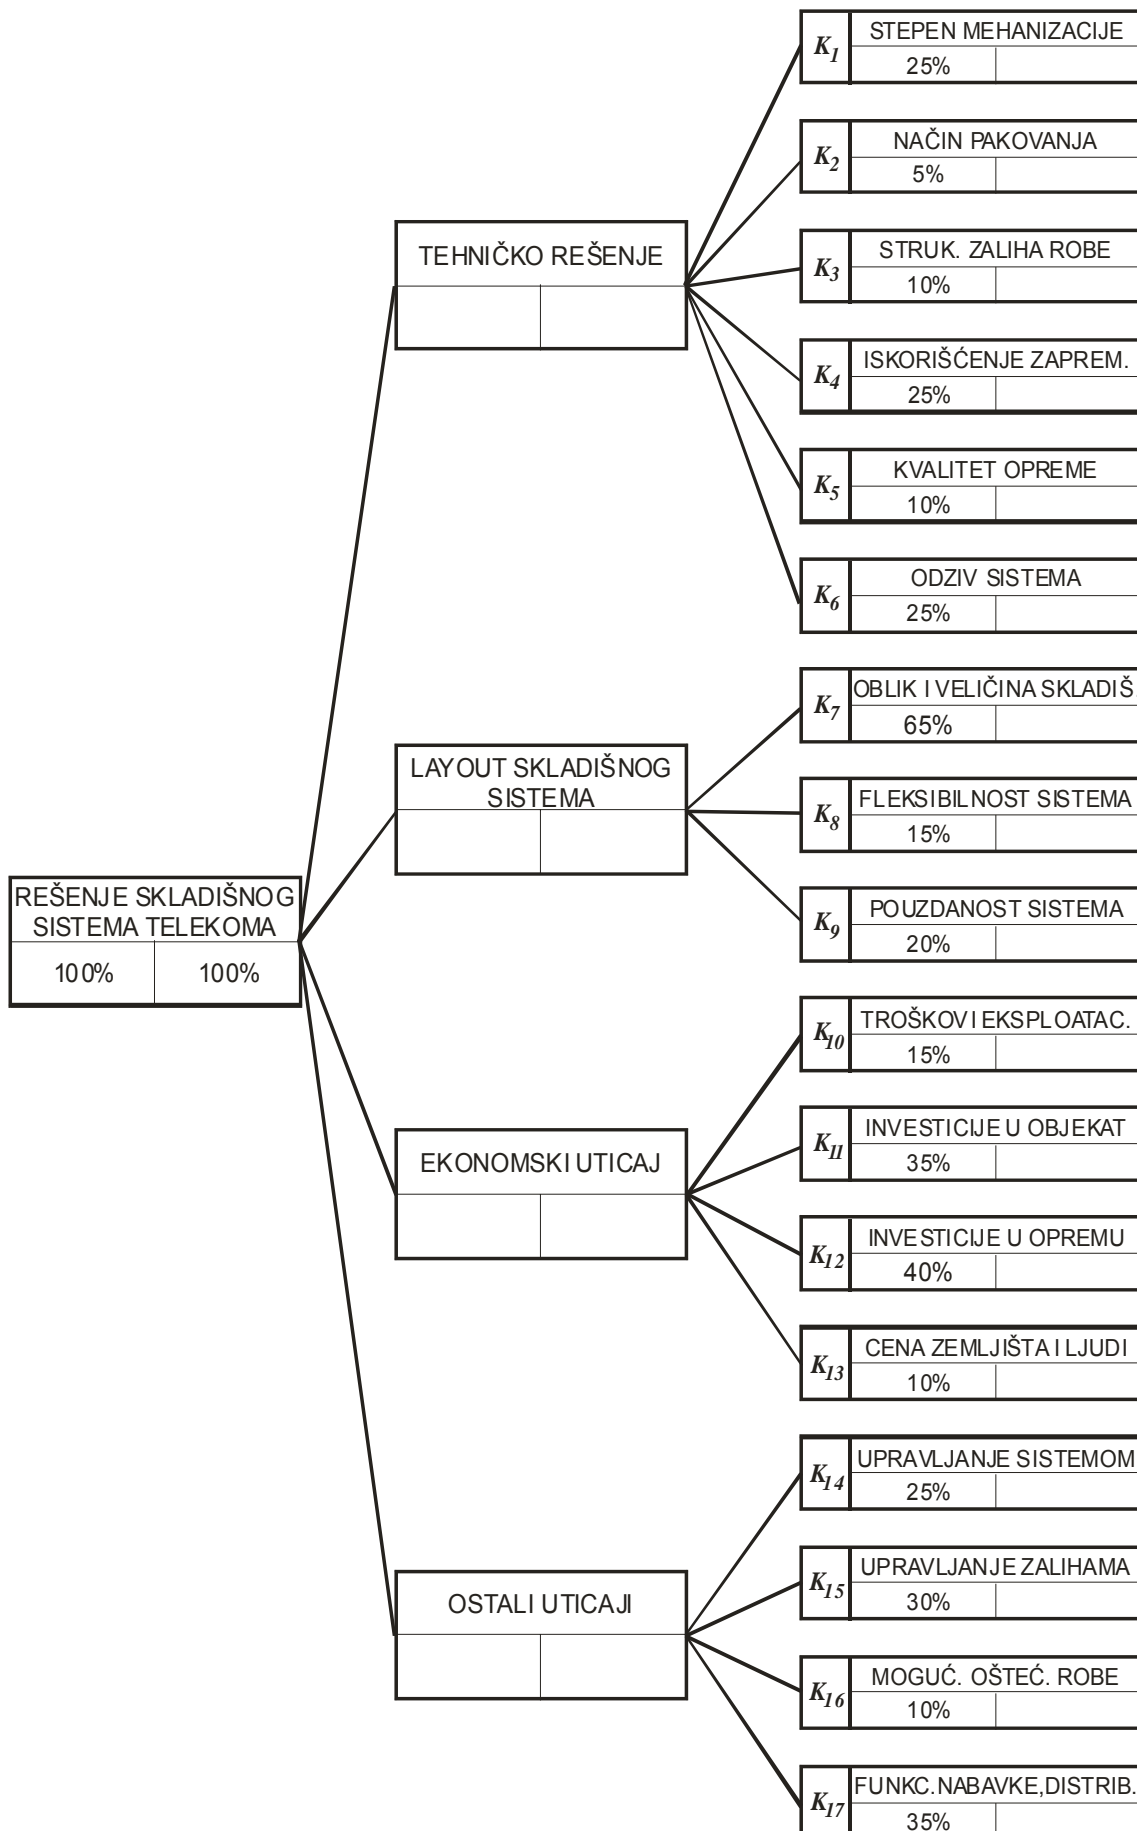 REŠENJE SKLADIŠNOG
SISTEMA TELEKOMA
100% 100%
TEHNIČKO REŠENJE
LAYOUT SKLADIŠNOG
SISTEMA
EKONOMSKI UTICAJ
OSTALI UTICAJI
K1 STEPEN MEHANIZACIJE
25%
K2 NAČIN PAKOVANJA
5%
K3 STRUK. ZALIHA ROBE
10%
K4 ISKORIŠĆENJE ZAPREM.
25%
K5 KVALITET OPREME
10%
K6 ODZIV SISTEMA
25%
K7 OBLIK I VELIČINA SKLADIŠ.
65%
K8 FLEKSIBILNOST SISTEMA
15%
K9 POUZDANOST SISTEMA
20%
K10 TROŠKOVI EKSPLOATAC.
15%
K11 INVESTICIJE U OBJEKAT
35%
K12 INVESTICIJE U OPREMU
40%
K13 CENA ZEMLJIŠTA I LJUDI
10%
K14 UPRAVLJANJE SISTEMOM
25%
K15 UPRAVLJANJE ZALIHAMA
30%
K16 MOGUĆ. OŠTEĆ. ROBE
10%
K17 FUNKC.NABAVKE,DISTRIB.
35%